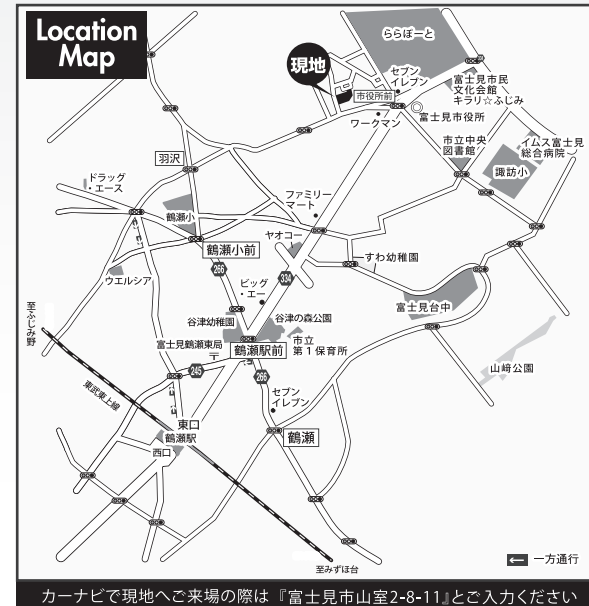 Location
Map
ららぽーと
現地
セブン
イレブン
市役所前
富士見市民
文化会館
キラリ☆ふじみ
富士見市役所
ワークマン
市立中央
図書館
イムス富士見
総合病院
諏訪小
羽沢
ドラッグ
・エース
ファミリー
マート
鶴瀬小
ヤオコー
鶴瀬小前
すわ幼稚園
266
334
ウエルシア
ビッグ
・エー
富士見台中
至ふじみ野
谷津幼稚園
谷津の森公園
富士見鶴瀬東局
〒
鶴瀬駅前
市立
第1保育所
山﨑公園
245
266
東武東上線
セブン
イレブン
東口
鶴瀬駅
鶴瀬
西口
至みずほ台
一方通行
カーナビで現地へご来場の際は『富士見市山室2-8-11』とご入力ください